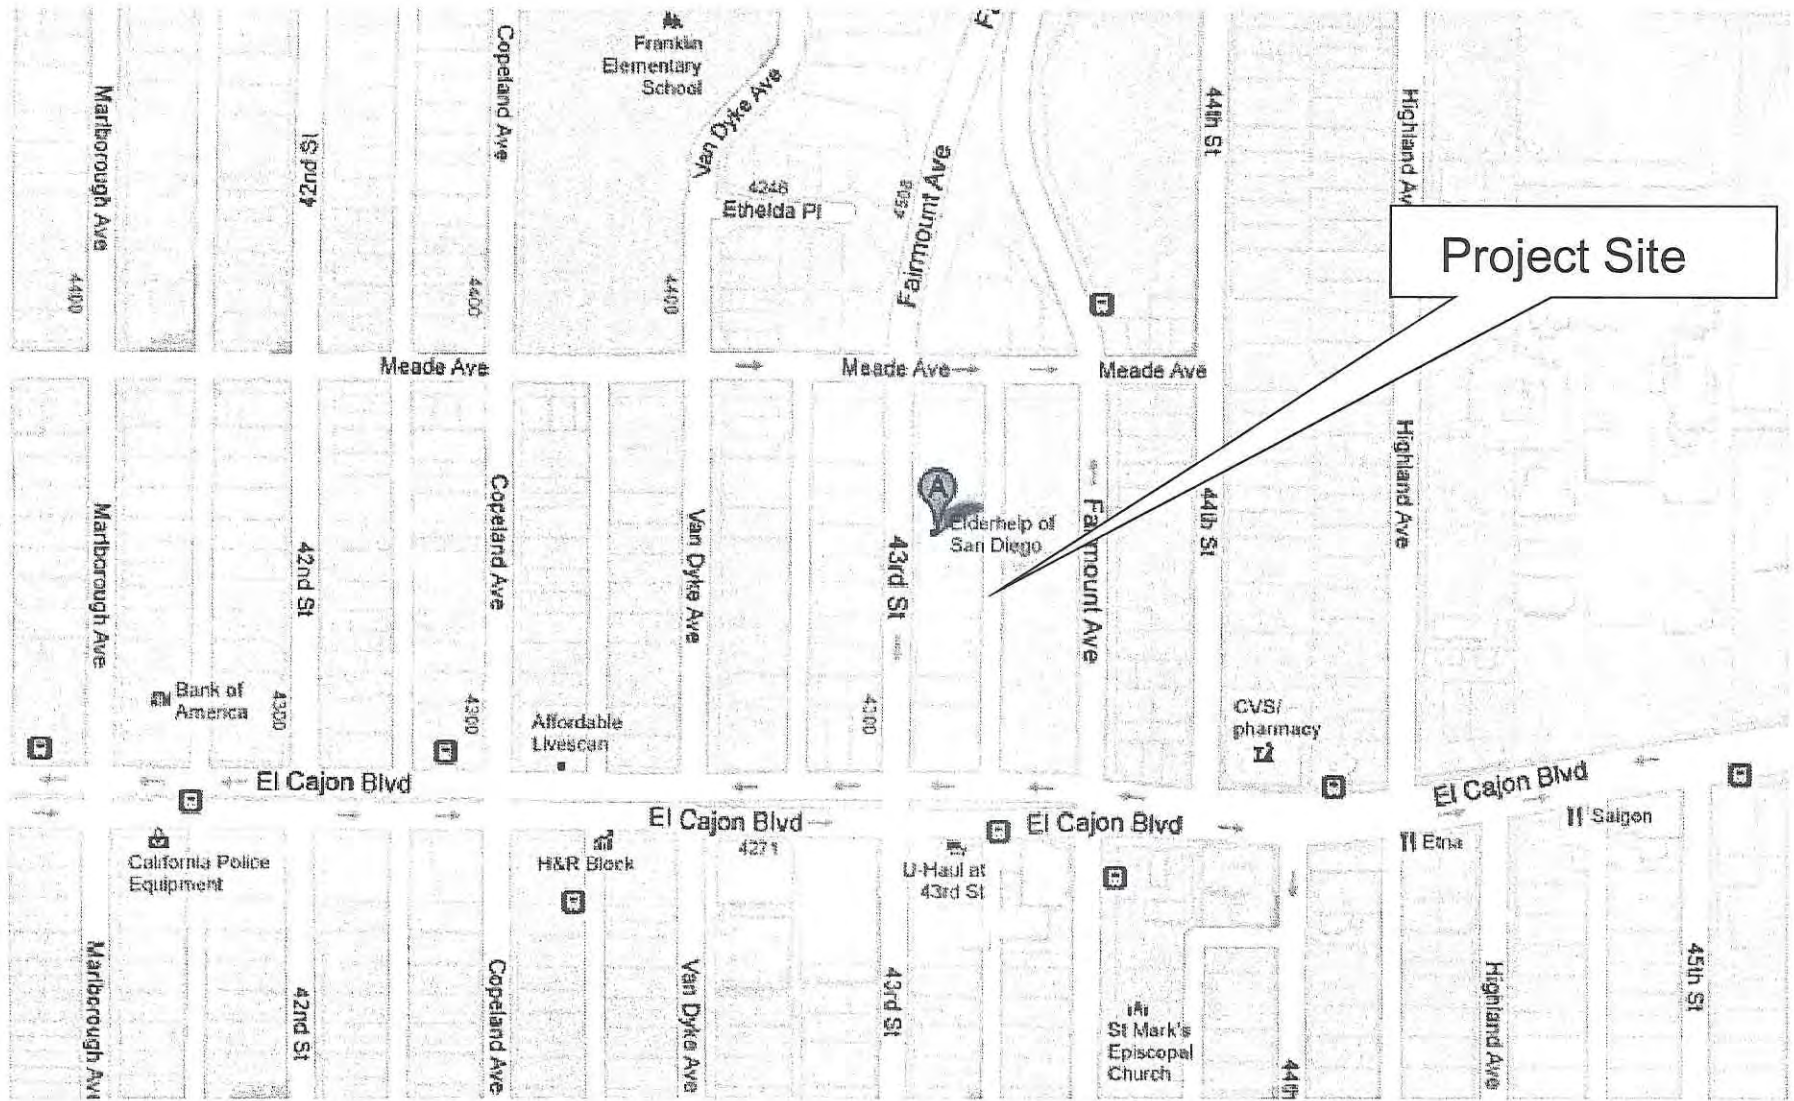 Franklin
Elementary
School
Van Dyke Ave
Copeland Ave
Marlborough Ave
42nd St
4246
Ethelda Pl
4508
Fairmount Ave
44th St
Highland Av
Project Site
4400
4400
4400
Meade Ave
Meade Ave
Meade Ave
A
Elderhelp of
San Diego
Marlborough Ave
42nd St
Copeland Ave
Van Dyke Ave
43rd St
Fairmount Ave
44th St
Highland Ave
Bank of
America
4300
4300
4300
Affordable
Livescan
CVS/
pharmacy
El Cajon Blvd
El Cajon Blvd
El Cajon Blvd
El Cajon Blvd
4271
California Police
Equipment
H&R Block
U-Haul at
43rd St
Etna
Saigon
Marlborough Ave
42nd St
Copeland Ave
Van Dyke Ave
43rd St
St Mark's
Episcopal
Church
44th
Highland Ave
45th St